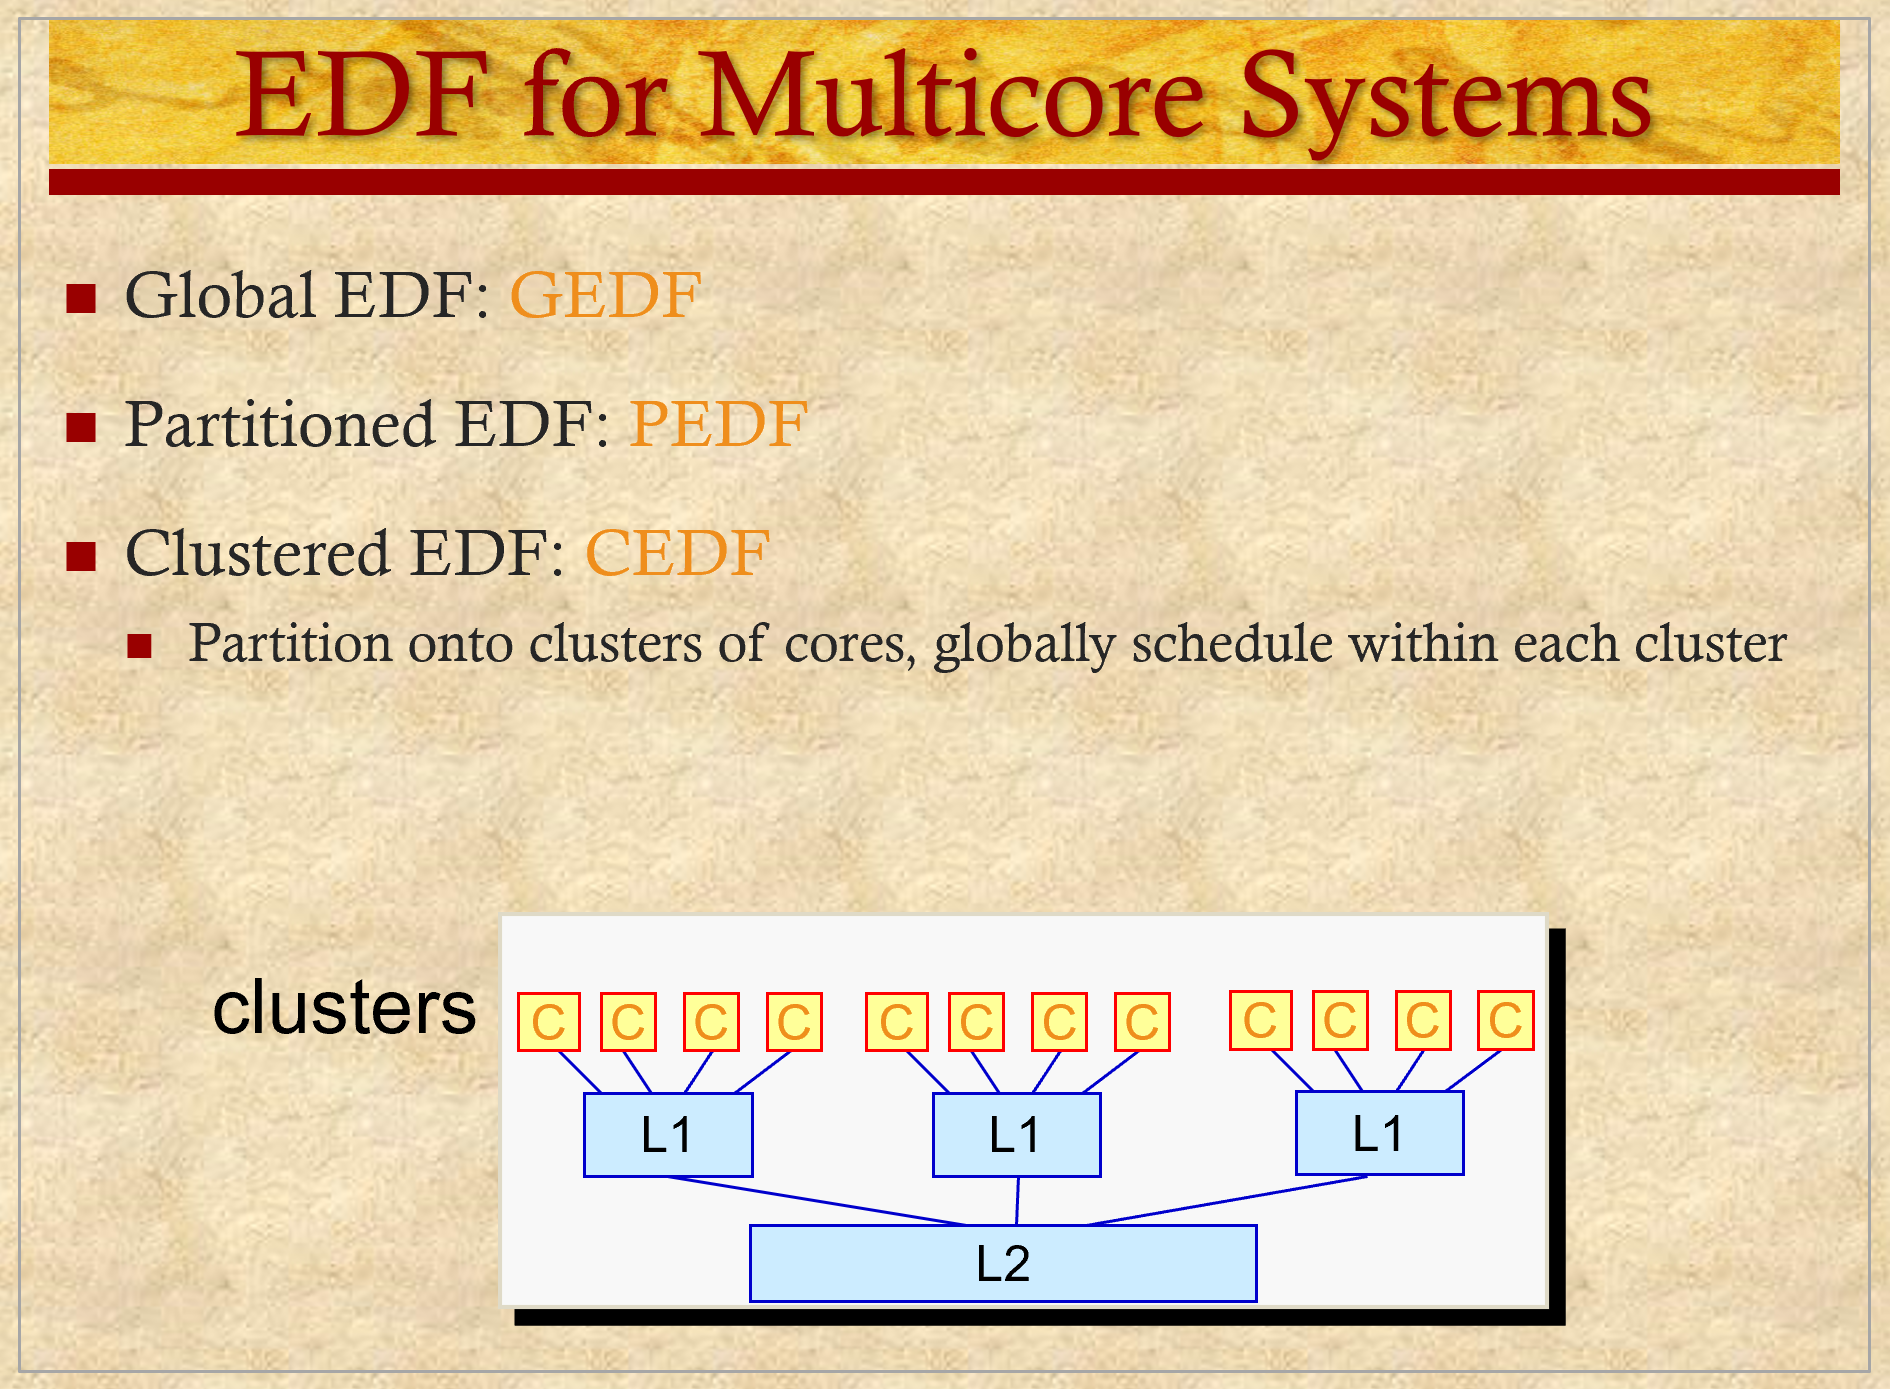 EDF for Multicore Systems
Global EDF: GEDF
Partitioned EDF: PEDF
Clustered EDF: CEDF
Partition onto clusters of cores, globally schedule within each cluster
clusters
C C C C C C C C C C C C
L1 L1 L1
L2